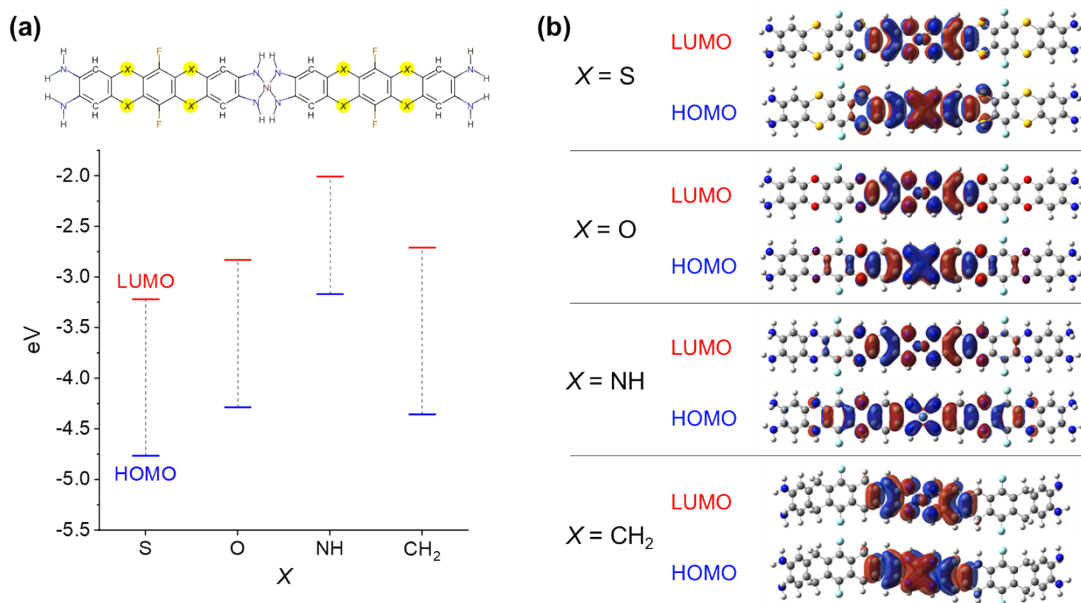 (a)
H H C X F X C H H C X F X C H H
N N N N N N
H H Ni H H
N N N N N N
H H C X F X C H H H H C X F X C H H
-2.0
-2.5
-3.0
-3.5
-4.0
-4.5
-5.0
-5.5
eV
LUMO
HOMO
S O NH CH2
X
(b)
LUMO
X = S
HOMO
LUMO
X = O
HOMO
LUMO
X = NH
HOMO
LUMO
X = CH2
HOMO